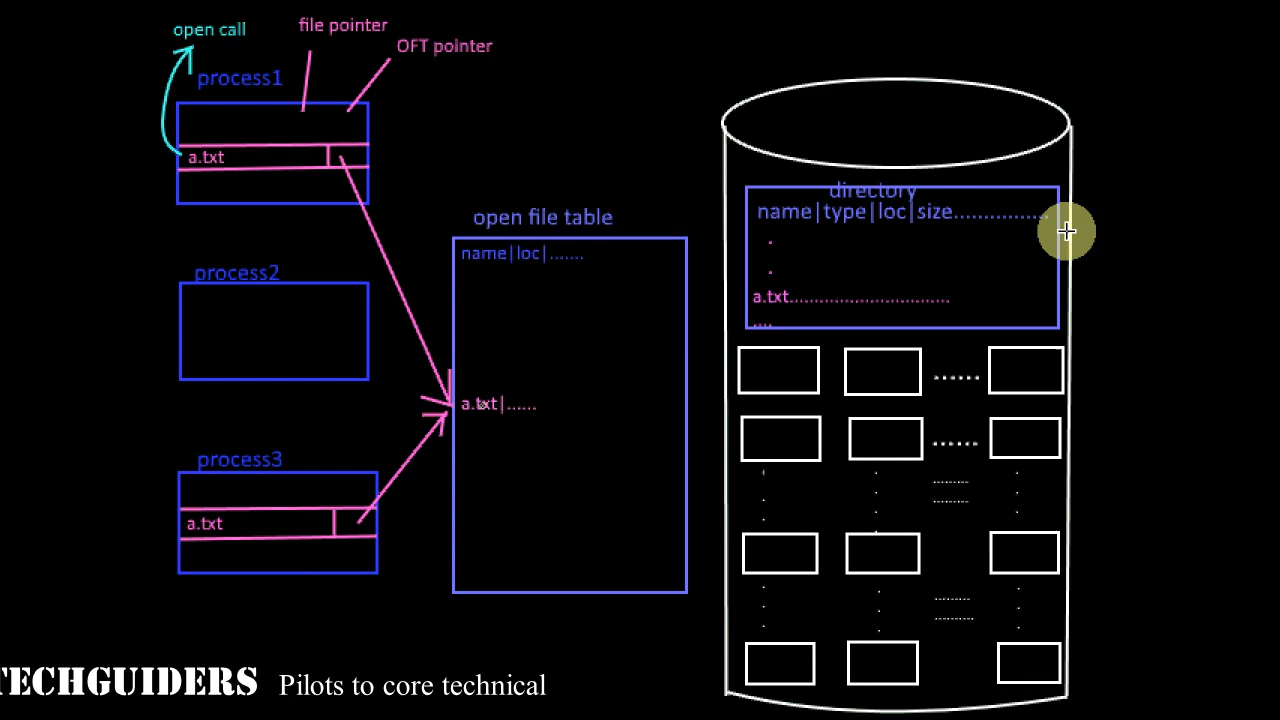 open call
file pointer
OFT pointer
process1
a.txt
process2
process3
a.txt
open file table
name|loc|.......
a.txt|......
directory
name|type|loc|size................
a.txt................................
....
TECHGUIDERS Pilots to core technical